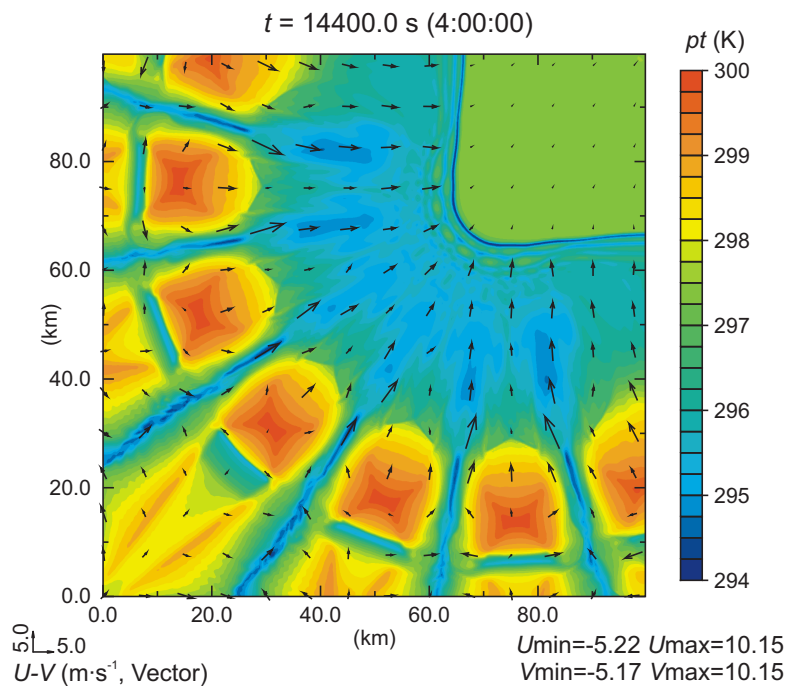 t = 14400.0 s (4:00:00)
pt (K)
300
299
298
297
296
295
294
80.0
60.0
40.0
20.0
0.0
(km)
0.0 20.0 40.0 60.0 80.0
(km)
5.0
5.0
U-V (m·s⁻¹, Vector)
Umin=-5.22 Umax=10.15
Vmin=-5.17 Vmax=10.15